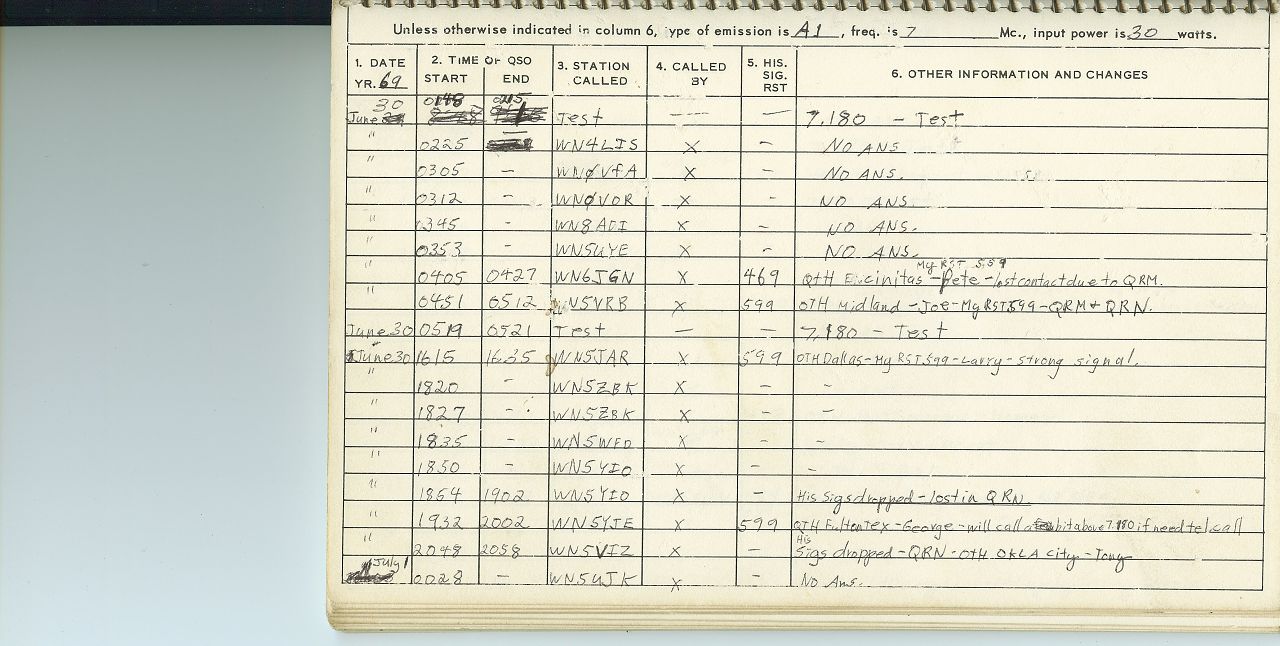 Unless otherwise indicated in column 6, type of emission is A1, freq. is 7 Mc., input power is 30 watts.
1. DATE YR. 69 2. TIME OF QSO START END 3. STATION CALLED 4. CALLED BY 5. HIS. SIG. RST 6. OTHER INFORMATION AND CHANGES
June 30 0148 0215 Test — — 7.180 - Test
" 0225 WN4LIS X - NO ANS
" 0305 - WNØVFA X - NO ANS.
" 0312 - WNØVOR X - NO ANS.
" 0345 - WN8ADI X - NO ANS.
" 0353 - WN5UYE X - NO ANS.
My RST 559
" 0405 0427 WN6JGN X 469 QTH Encinitas - Pete - lost contact due to QRM.
" 0451 0512 WN5VRB X 599 QTH Midland - Joe - My RST 599 - QRM + QRN.
June 30 0519 0521 Test — — 7.180 - Test
June 30 1615 1635 WN5JAR X 599 QTH Dallas - My RST 599 - Larry - strong signal.
" 1820 - WN5ZBK X - -
" 1827 - WN5ZBK X - -
" 1835 - WN5WFD X - -
" 1850 - WN5YIO X - -
" 1854 1902 WN5YIO X - His sigs dropped - lost in QRN.
" 1932 2002 WN5YJE X 599 QTH Fulton Tex - George - will call a bit above 7.180 if need to call
" 2048 2058 WN5VIZ X - His Sigs dropped - QRN - QTH OKLA City - Tony
July 1 0028 - WN5UJK X - No Ans.